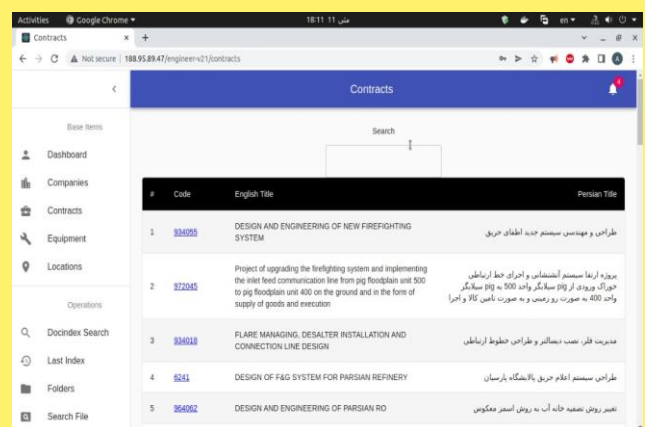 Activities Google Chrome ▾ 18:11 11 مئی en ▾
Contracts
Not secure | 188.95.89.47/engineer-v21/contracts
Contracts 4
Base Items
Search
Dashboard
Companies
# Code English Title Persian Title
Contracts
1 934055 DESIGN AND ENGINEERING OF NEW FIREFIGHTING طراحی و مهندسی سیستم جدید اطفای حریق
SYSTEM
Equipment
Locations
2 972045 Project of upgrading the firefighting system and implementing پروژه ارتقا سیستم آتشنشانی و اجرای خط ارتباطی
the inlet feed communication line from pig floodplain unit 500 خوراک ورودی از pig سیلابگر واحد 500 به pig سیلابگر
to pig floodplain unit 400 on the ground and in the form of واحد 400 به صورت رو زمینی و به صورت تامین کالا و اجرا
supply of goods and execution
Operations
Docindex Search
3 934018 FLARE MANAGING, DESALTER INSTALLATION AND مدیریت فلر، نصب دیسالتر و طراحی خطوط ارتباطی
CONNECTION LINE DESIGN
Last Index
4 6241 DESIGN OF F&G SYSTEM FOR PARSIAN REFINERY طراحی سیستم اعلام حریق پالایشگاه پارسیان
Folders
5 964062 DESIGN AND ENGINEERING OF PARSIAN RO تغییر روش تصفیه خانه آب به روش اسمز معکوس
Search File